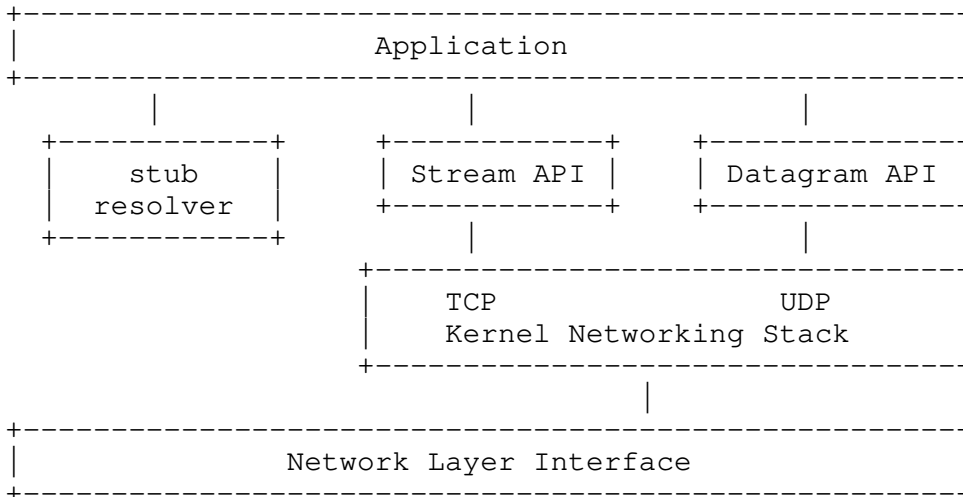 Application
stub Stream API Datagram API
resolver
TCP UDP
Kernel Networking Stack
Network Layer Interface